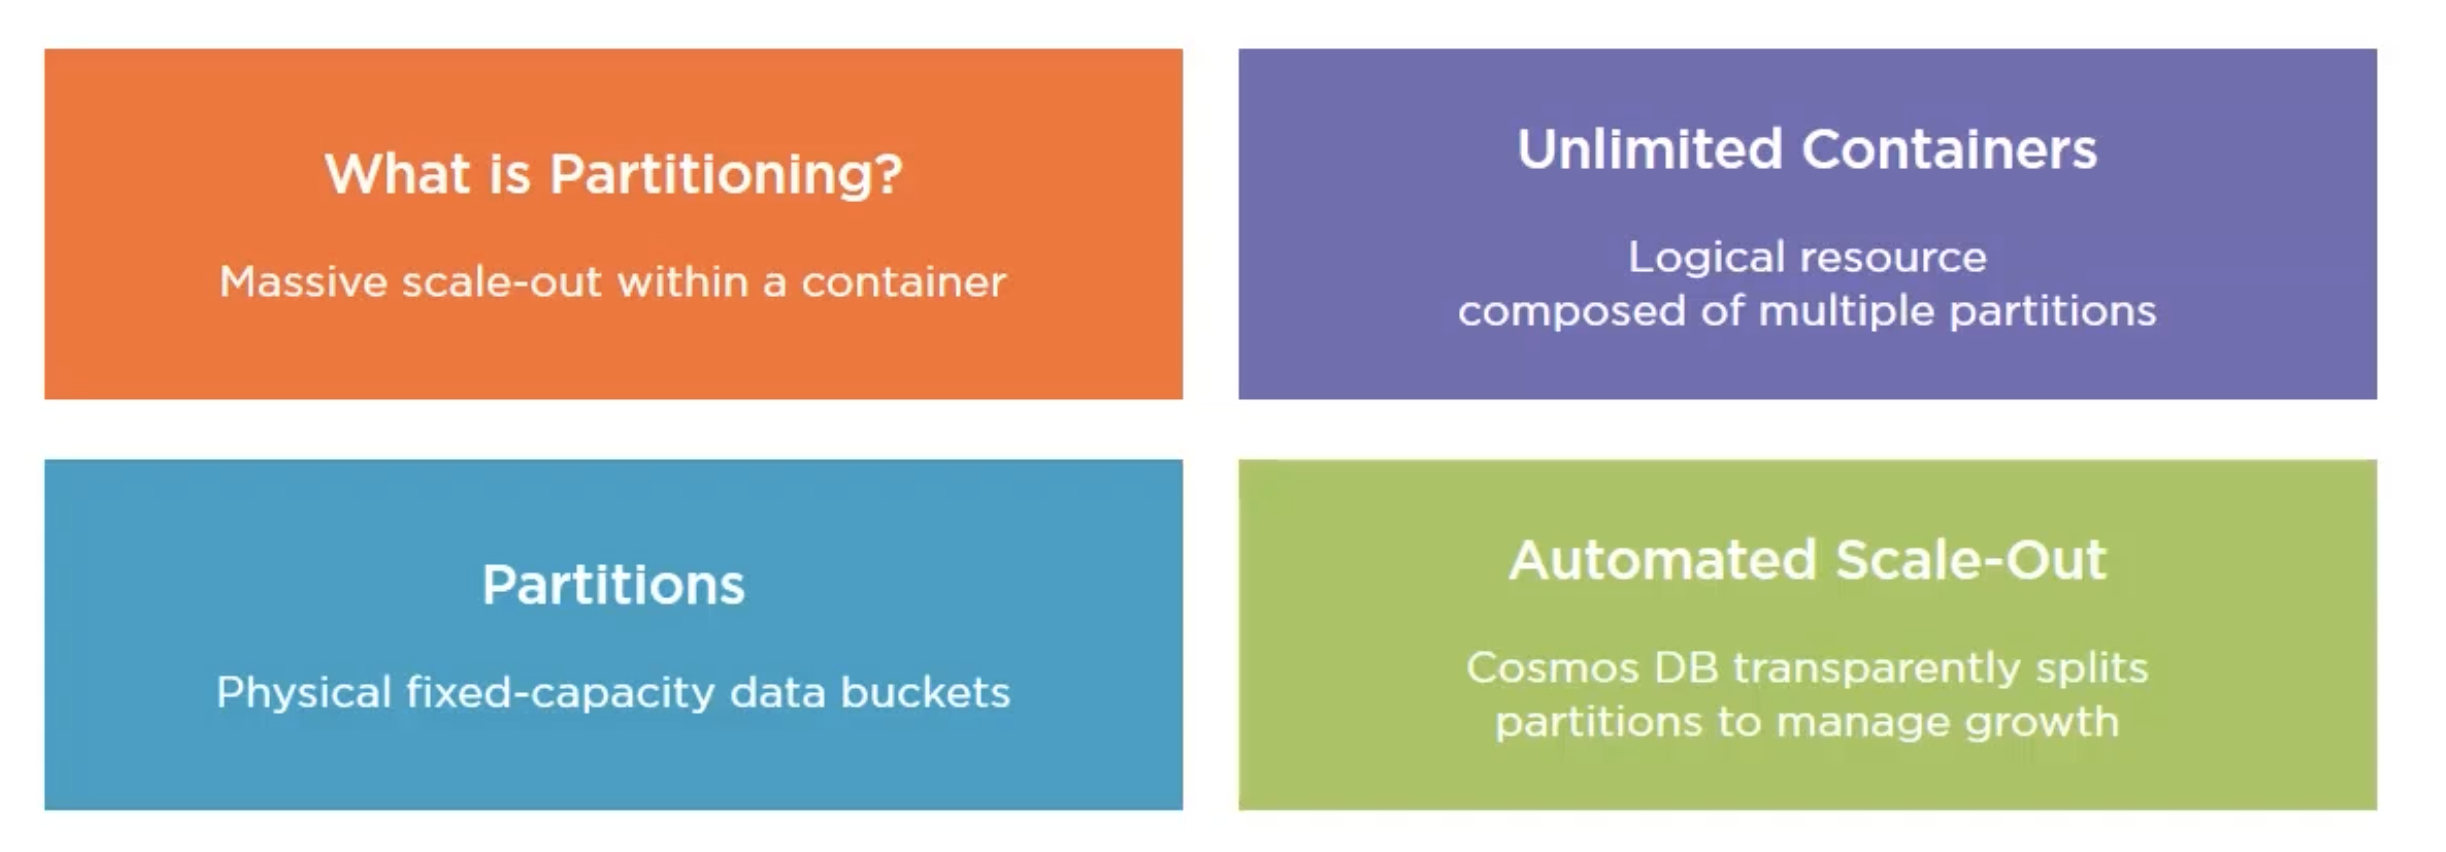 What is Partitioning?
Massive scale-out within a container
Unlimited Containers
Logical resource
composed of multiple partitions
Partitions
Physical fixed-capacity data buckets
Automated Scale-Out
Cosmos DB transparently splits
partitions to manage growth